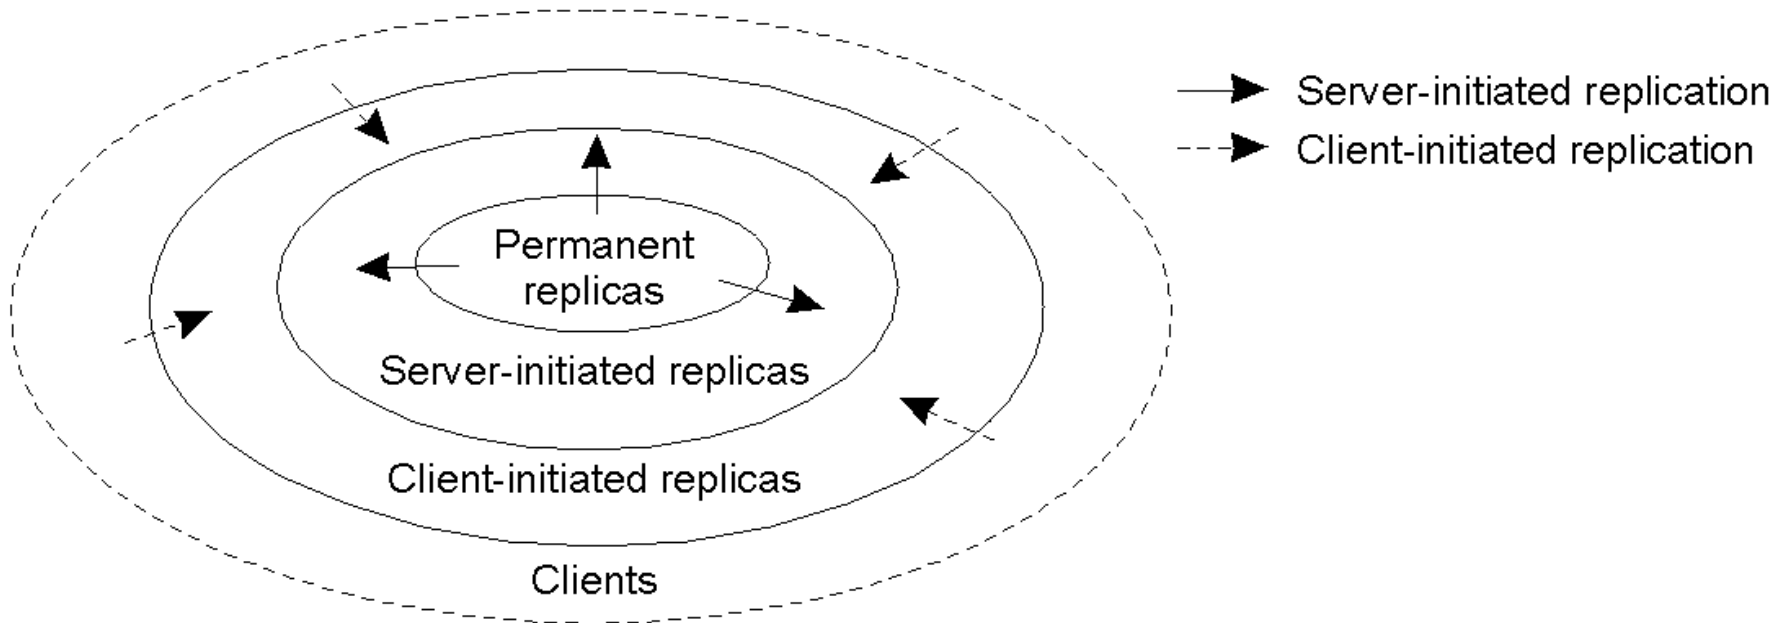 Server-initiated replication
Client-initiated replication
Permanent
replicas
Server-initiated replicas
Client-initiated replicas
Clients